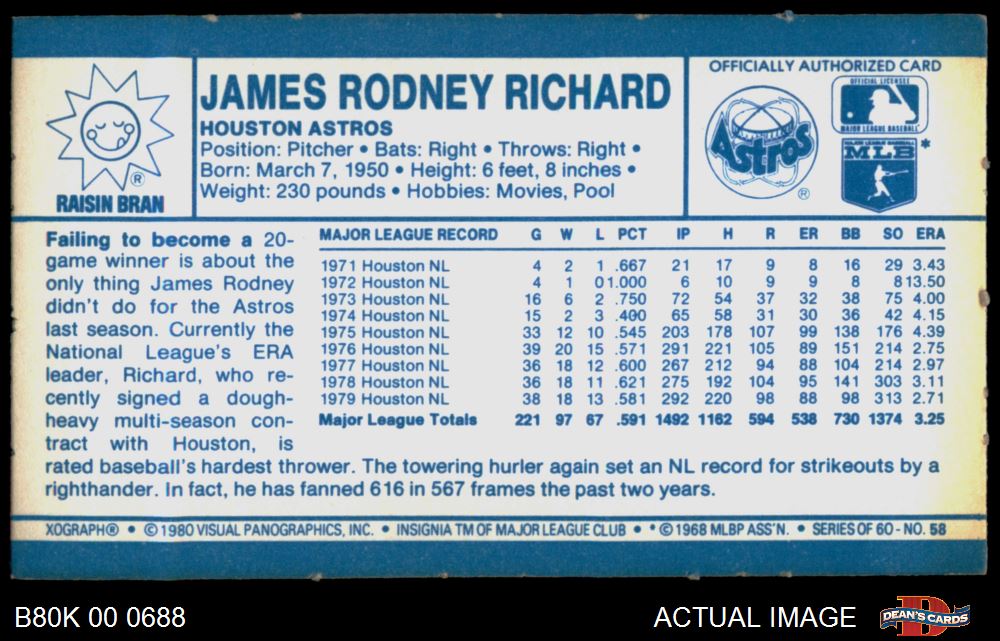 RAISIN BRAN
®
JAMES RODNEY RICHARD
HOUSTON ASTROS
Position: Pitcher • Bats: Right • Throws: Right •
Born: March 7, 1950 • Height: 6 feet, 8 inches •
Weight: 230 pounds • Hobbies: Movies, Pool
OFFICIALLY AUTHORIZED CARD
Astros
®
OFFICIAL LICENSEE
MAJOR LEAGUE BASEBALL
MAJOR LEAGUE BASEBALL
MLB *
Failing to become a 20-
game winner is about the
only thing James Rodney
didn't do for the Astros
last season. Currently the
National League's ERA
leader, Richard, who re-
cently signed a dough-
heavy multi-season con-
tract with Houston, is
rated baseball's hardest thrower. The towering hurler again set an NL record for strikeouts by a
righthander. In fact, he has fanned 616 in 567 frames the past two years.
MAJOR LEAGUE RECORD G W L PCT IP H R ER BB SO ERA
1971 Houston NL 4 2 1 .667 21 17 9 8 16 29 3.43
1972 Houston NL 4 1 0 1.000 6 10 9 9 8 8 13.50
1973 Houston NL 16 6 2 .750 72 54 37 32 38 75 4.00
1974 Houston NL 15 2 3 .400 65 58 31 30 36 42 4.15
1975 Houston NL 33 12 10 .545 203 178 107 99 138 176 4.39
1976 Houston NL 39 20 15 .571 291 221 105 89 151 214 2.75
1977 Houston NL 36 18 12 .600 267 212 94 88 104 214 2.97
1978 Houston NL 36 18 11 .621 275 192 104 95 141 303 3.11
1979 Houston NL 38 18 13 .581 292 220 98 88 98 313 2.71
Major League Totals 221 97 67 .591 1492 1162 594 538 730 1374 3.25
XOGRAPH® • © 1980 VISUAL PANOGRAPHICS, INC. • INSIGNIA TM OF MAJOR LEAGUE CLUB • * © 1968 MLBP ASS'N. • SERIES OF 60 - NO. 58
B80K 00 0688
ACTUAL IMAGE
DEAN'S CARDS